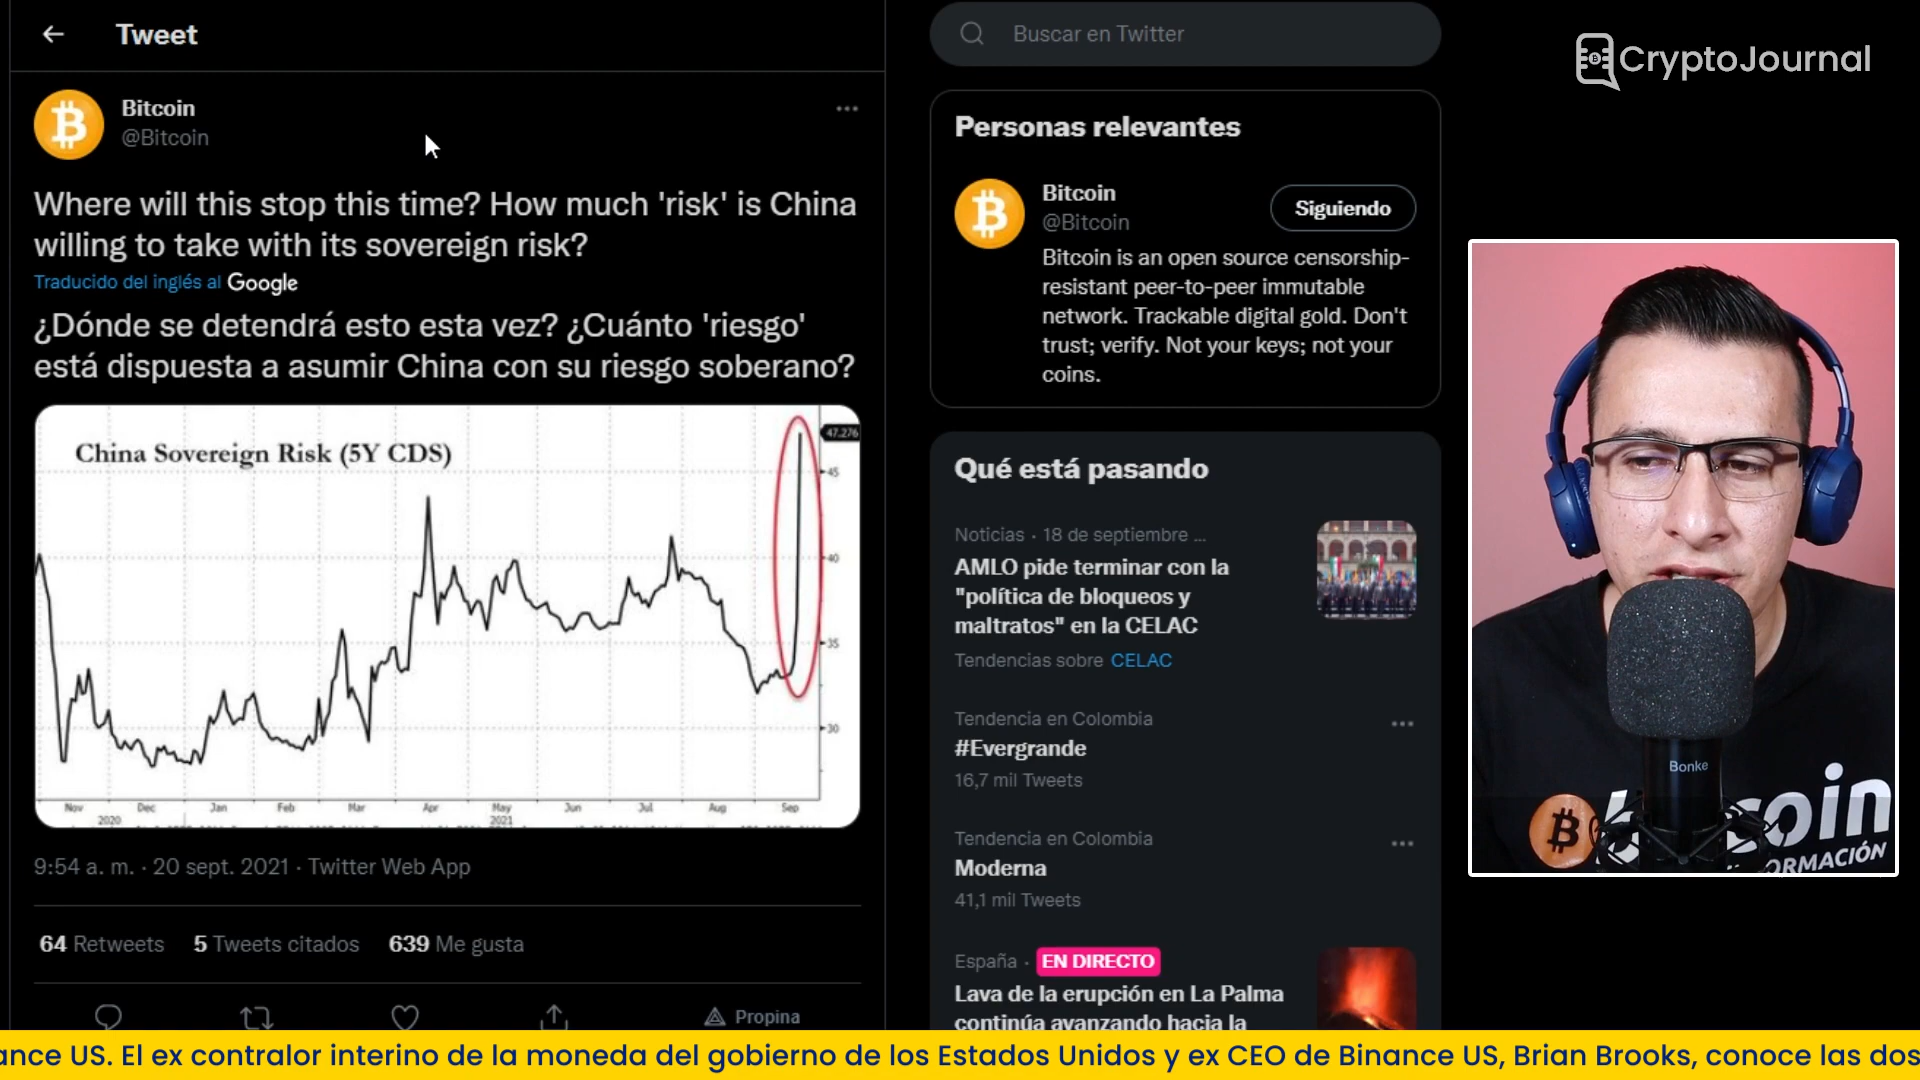 Tweet
Bitcoin
@Bitcoin
Where will this stop this time? How much 'risk' is China
willing to take with its sovereign risk?
Traducido del inglés al Google
¿Dónde se detendrá esto esta vez? ¿Cuánto 'riesgo'
está dispuesta a asumir China con su riesgo soberano?
China Sovereign Risk (5Y CDS)
47.276
45
40
35
30
Nov Dec Jan Feb Mar Apr May Jun Jul Aug Sep
2020 2021
9:54 a. m. · 20 sept. 2021 · Twitter Web App
64 Retweets 5 Tweets citados 639 Me gusta
Propina
Buscar en Twitter
Personas relevantes
Bitcoin
@Bitcoin
Siguiendo
Bitcoin is an open source censorship-
resistant peer-to-peer immutable
network. Trackable digital gold. Don't
trust; verify. Not your keys; not your
coins.
Qué está pasando
Noticias · 18 de septiembre ...
AMLO pide terminar con la
"política de bloqueos y
maltratos" en la CELAC
Tendencias sobre CELAC
Tendencia en Colombia
#Evergrande
16,7 mil Tweets
Tendencia en Colombia
Moderna
41,1 mil Tweets
España · EN DIRECTO
Lava de la erupción en La Palma
continúa avanzando hacia la
CryptoJournal
Bonke
ance US. El ex contralor interino de la moneda del gobierno de los Estados Unidos y ex CEO de Binance US, Brian Brooks, conoce las dos